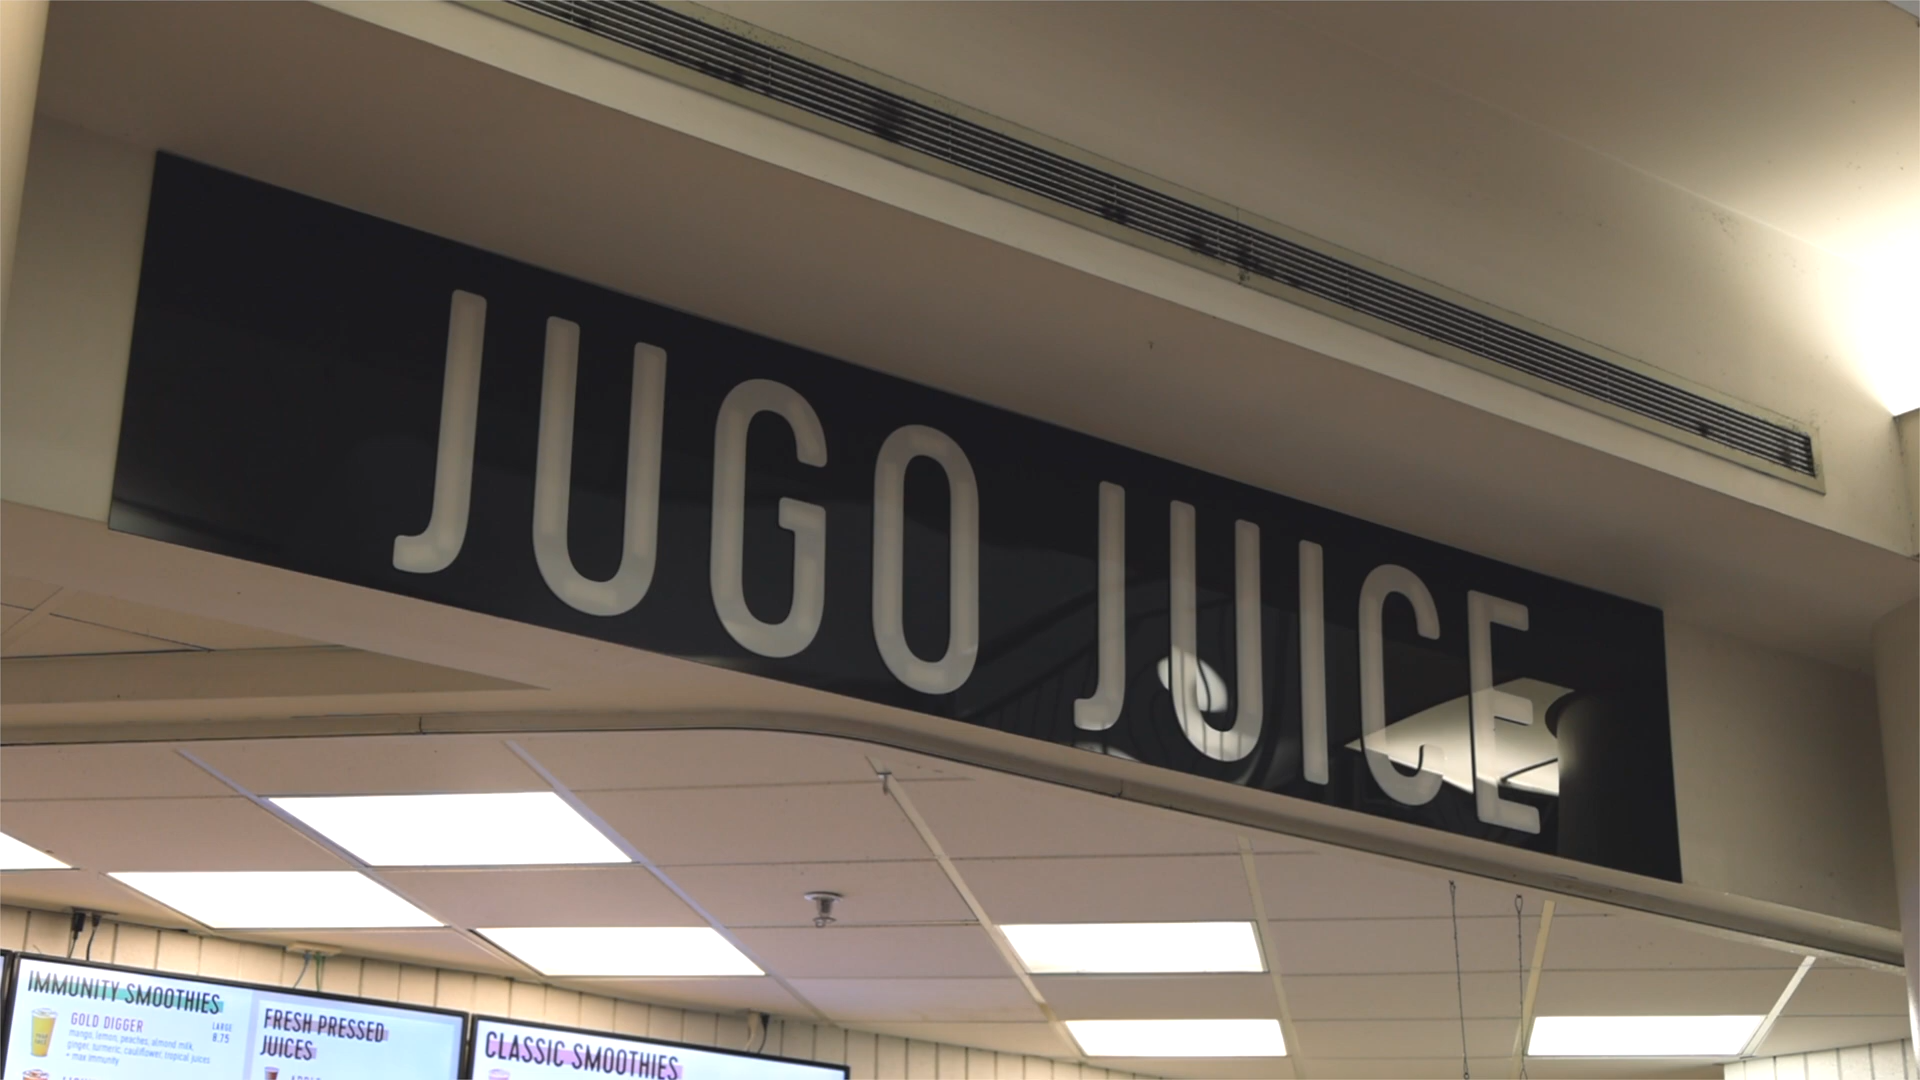 JUGO JUICE
IMMUNITY SMOOTHIES
GOLD DIGGER
LARGE
8.75
mango, lemon, peaches, almond milk,
ginger, turmeric, cauliflower, tropical juices
+ max immunity
FRESH PRESSED
JUICES
CLASSIC SMOOTHIES